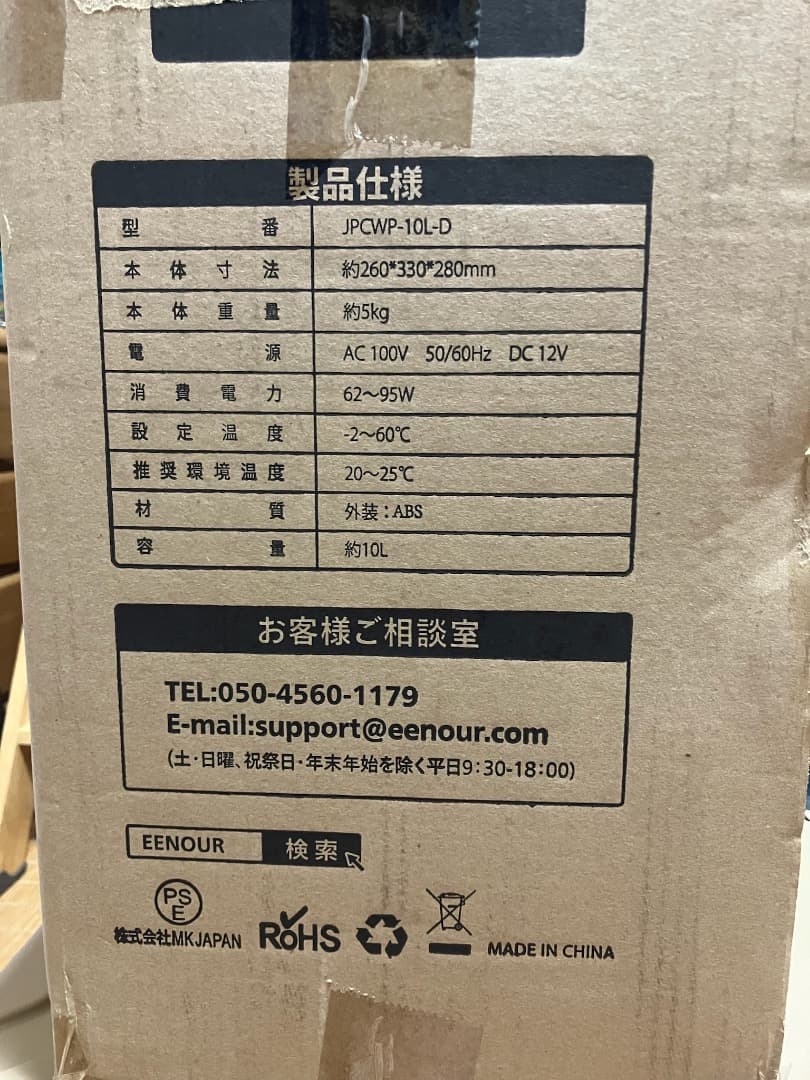 製品仕様
型番 JPCWP-10L-D
本体寸法 約260*330*280mm
本体重量 約5kg
電源 AC 100V 50/60Hz DC 12V
消費電力 62～95W
設定温度 -2～60℃
推奨環境温度 20～25℃
材質 外装：ABS
容量 約10L
お客様ご相談室
TEL:050-4560-1179
E-mail:support@eenour.com
(土・日曜、祝祭日・年末年始を除く平日9:30-18:00)
EENOUR 検索
PSE
株式会社MKJAPAN RoHS MADE IN CHINA